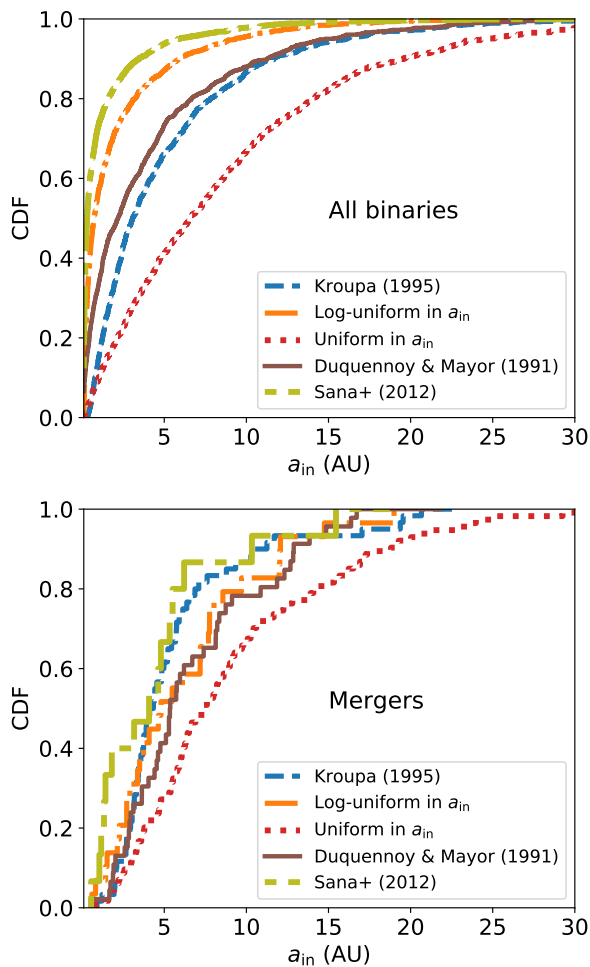 1.0
0.8
0.6
0.4
0.2
0.0
CDF
All binaries
Kroupa (1995)
Log-uniform in a_in
Uniform in a_in
Duquennoy & Mayor (1991)
Sana+ (2012)
5 10 15 20 25 30
a_in (AU)
1.0
0.8
0.6
0.4
0.2
0.0
CDF
Mergers
Kroupa (1995)
Log-uniform in a_in
Uniform in a_in
Duquennoy & Mayor (1991)
Sana+ (2012)
5 10 15 20 25 30
a_in (AU)